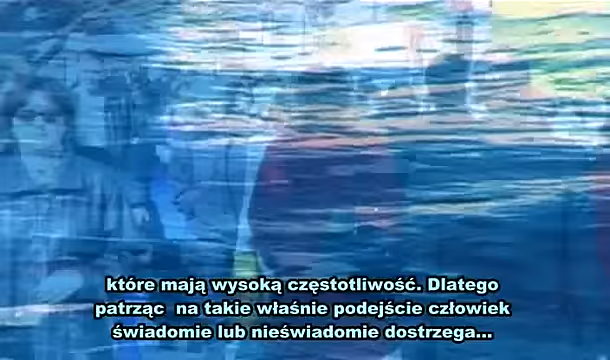 które mają wysoką częstotliwość. Dlatego
patrząc na takie właśnie podejście człowiek
świadomie lub nieświadomie dostrzega...